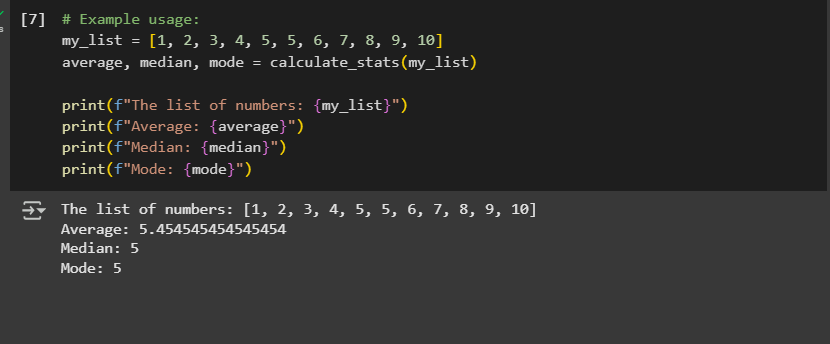 [7] # Example usage:
my_list = [1, 2, 3, 4, 5, 5, 6, 7, 8, 9, 10]
average, median, mode = calculate_stats(my_list)
print(f"The list of numbers: {my_list}")
print(f"Average: {average}")
print(f"Median: {median}")
print(f"Mode: {mode}")
The list of numbers: [1, 2, 3, 4, 5, 5, 6, 7, 8, 9, 10]
Average: 5.454545454545454
Median: 5
Mode: 5